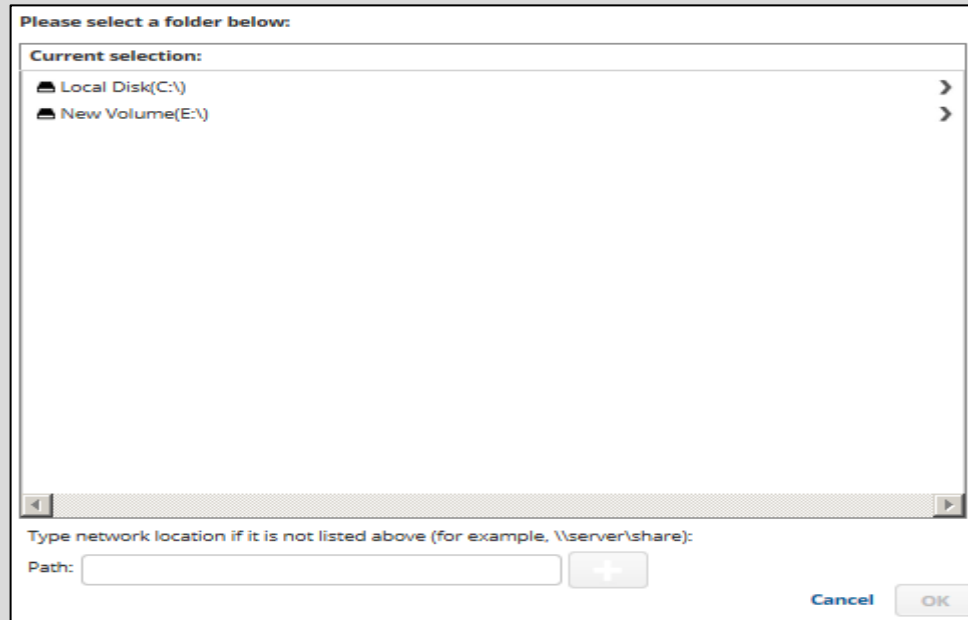 Please select a folder below:
Current selection:
Local Disk(C:\)
New Volume(E:\)
Type network location if it is not listed above (for example, \\server\share):
Path:
Cancel
OK